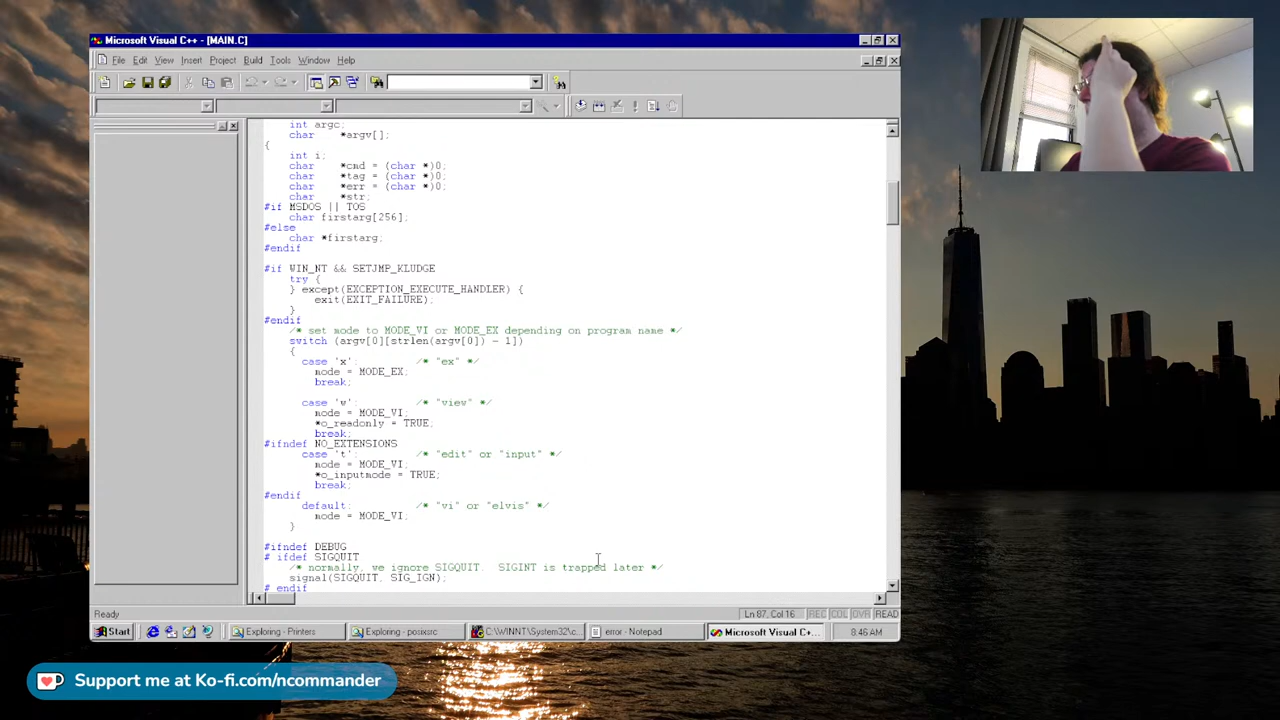 Microsoft Visual C++ - [MAIN.C]
File Edit View Insert Project Build Tools Window Help
int argc;
char *argv[];
{
int i;
char *cmd = (char *)0;
char *tag = (char *)0;
char *err = (char *)0;
char *str;
#if MSDOS || TOS
char firstarg[256];
#else
char *firstarg;
#endif
#if WIN_NT && SETJMP_KLUDGE
try {
} except(EXCEPTION_EXECUTE_HANDLER) {
exit(EXIT_FAILURE);
}
#endif
/* set mode to MODE_VI or MODE_EX depending on program name */
switch (argv[0][strlen(argv[0]) - 1])
{
case 'x': /* "ex" */
mode = MODE_EX;
break;
case 'w': /* "view" */
mode = MODE_VI;
*o_readonly = TRUE;
break;
#ifndef NO_EXTENSIONS
case 't': /* "edit" or "input" */
mode = MODE_VI;
*o_inputmode = TRUE;
break;
#endif
default: /* "vi" or "elvis" */
mode = MODE_VI;
}
#ifndef DEBUG
# ifdef SIGQUIT
/* normally, we ignore SIGQUIT. SIGINT is trapped later */
signal(SIGQUIT, SIG_IGN);
# endif
Ready Ln 87, Col 16 REC COL OVR READ
Start Exploring - Printers Exploring - posixsrc C:\WINNT\System32\c... error - Notepad Microsoft Visual C++... 8:46 AM
Support me at Ko-fi.com/ncommander